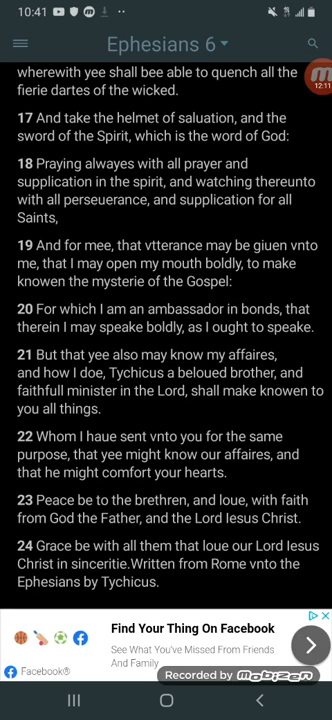 10:41
Ephesians 6
wherewith yee shall bee able to quench all the
fierie dartes of the wicked.
12:11
17 And take the helmet of saluation, and the
sword of the Spirit, which is the word of God:
18 Praying alwayes with all prayer and
supplication in the spirit, and watching thereunto
with all perseuerance, and supplication for all
Saints,
19 And for mee, that vtterance may be giuen vnto
me, that I may open my mouth boldly, to make
knowen the mysterie of the Gospel:
20 For which I am an ambassador in bonds, that
therein I may speake boldly, as I ought to speake.
21 But that yee also may know my affaires,
and how I doe, Tychicus a beloued brother, and
faithfull minister in the Lord, shall make knowen to
you all things.
22 Whom I haue sent vnto you for the same
purpose, that yee might know our affaires, and
that he might comfort your hearts.
23 Peace be to the brethren, and loue, with faith
from God the Father, and the Lord Iesus Christ.
24 Grace be with all them that loue our Lord Iesus
Christ in sinceritie.Written from Rome vnto the
Ephesians by Tychicus.
Find Your Thing On Facebook
See What You've Missed From Friends
And Family
Facebook®
Recorded by MOBIZEN